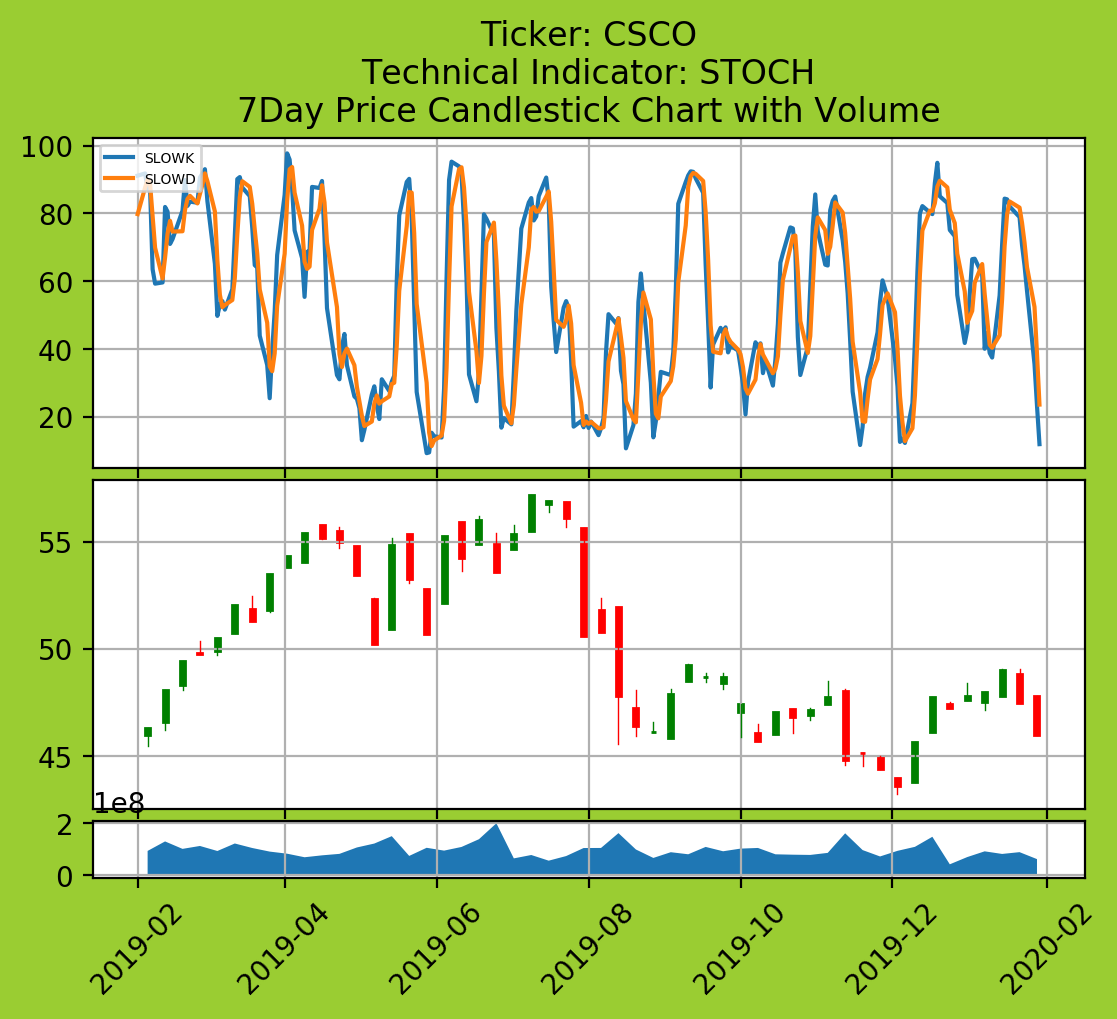 Ticker: CSCO
Technical Indicator: STOCH
7Day Price Candlestick Chart with Volume
100
80
60
40
20
SLOWK
SLOWD
55
50
45
1e8
2
0
2019-02
2019-04
2019-06
2019-08
2019-10
2019-12
2020-02